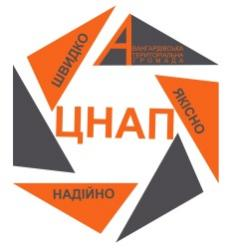 ШВИДКО
АВАНГАРДІВСЬКА
ТЕРИТОРІАЛЬНА
ГРОМАДА
ЯКІСНО
ЦНАП
НАДІЙНО